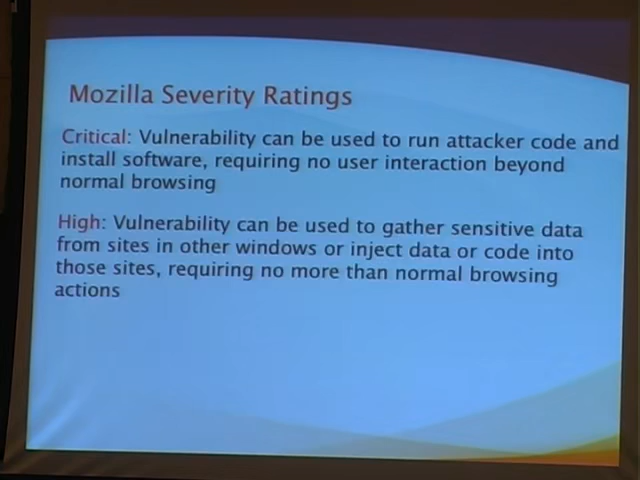 Mozilla Severity Ratings
Critical: Vulnerability can be used to run attacker code and
install software, requiring no user interaction beyond
normal browsing
High: Vulnerability can be used to gather sensitive data
from sites in other windows or inject data or code into
those sites, requiring no more than normal browsing
actions